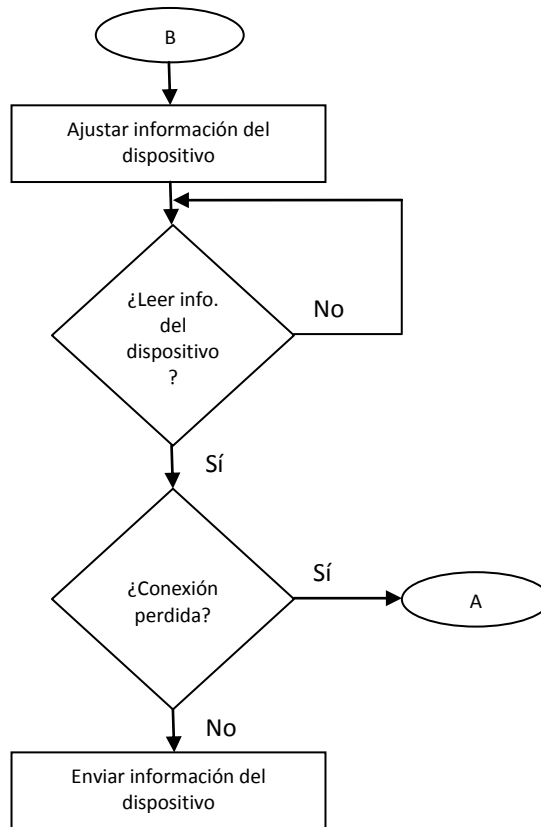 B
Ajustar información del
dispositivo
¿Leer info.
del
dispositivo
?
No
Sí
¿Conexión
perdida?
Sí
A
No
Enviar información del
dispositivo